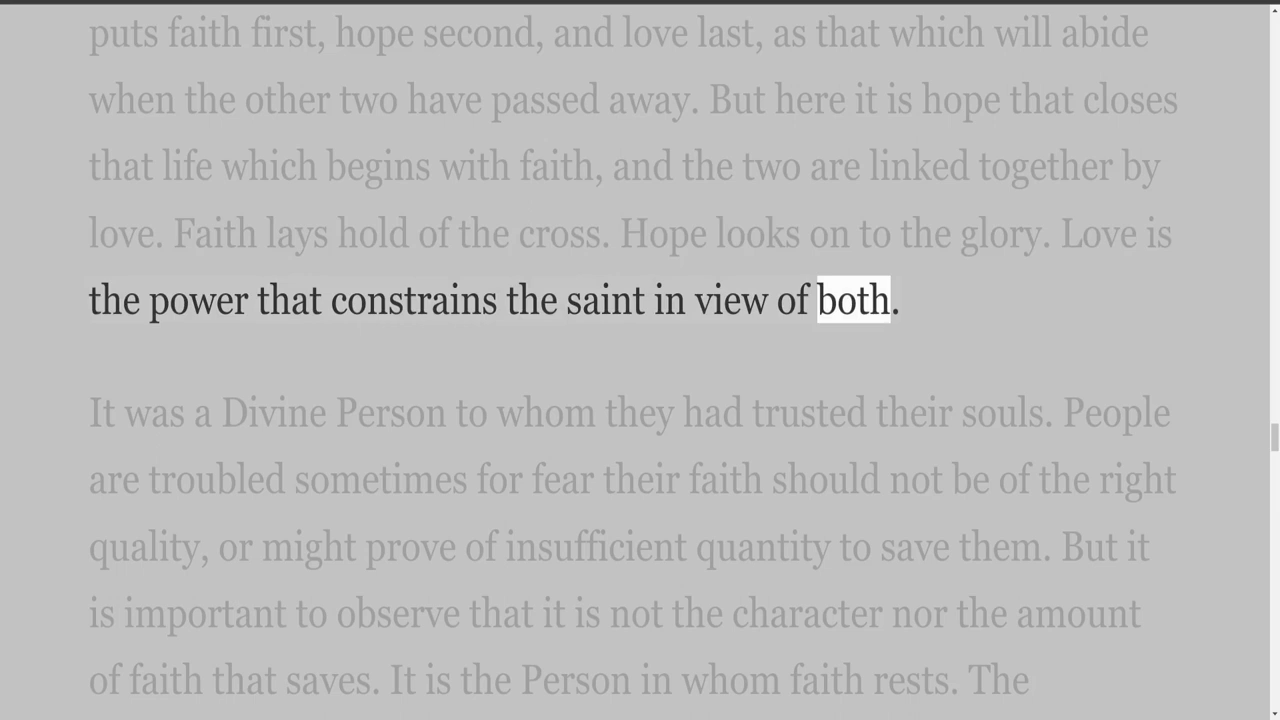 puts faith first, hope second, and love last, as that which will abide
when the other two have passed away. But here it is hope that closes
that life which begins with faith, and the two are linked together by
love. Faith lays hold of the cross. Hope looks on to the glory. Love is
the power that constrains the saint in view of both.
It was a Divine Person to whom they had trusted their souls. People
are troubled sometimes for fear their faith should not be of the right
quality, or might prove of insufficient quantity to save them. But it
is important to observe that it is not the character nor the amount
of faith that saves. It is the Person in whom faith rests. The